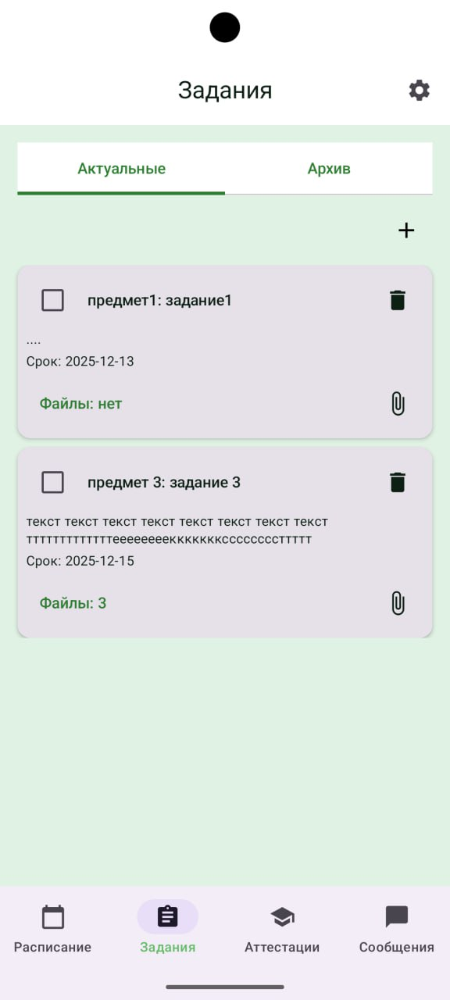 Задания
Актуальные
Архив
предмет1: задание1
....
Срок: 2025-12-13
Файлы: нет
предмет 3: задание 3
текст текст текст текст текст текст текст текст
тттттттттттттеееееееекккккккссссссссттттт
Срок: 2025-12-15
Файлы: 3
Расписание
Задания
Аттестации
Сообщения